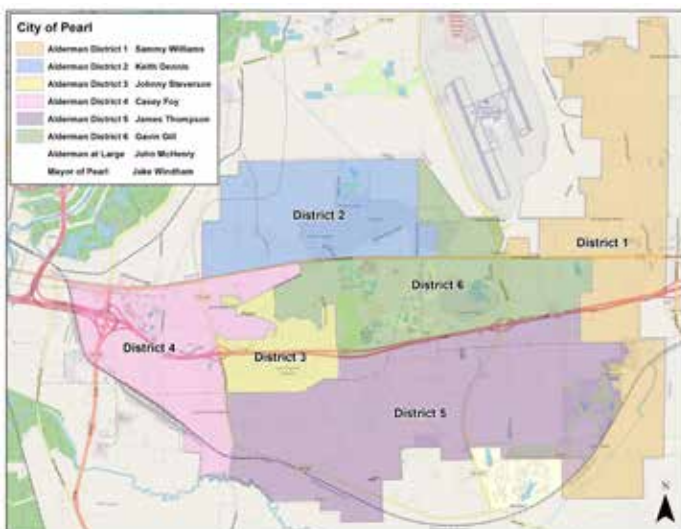 City of Pearl
Alderman District 1 Sammy Williams
Alderman District 2 Keith Dennis
Alderman District 3 Johnny Steverson
Alderman District 4 Casey Foy
Alderman District 5 James Thompson
Alderman District 6 Gavin Gill
Alderman at Large John McHenry
Mayor of Pearl Jake Windham
District 2
District 1
District 6
District 4
District 3
District 5
N